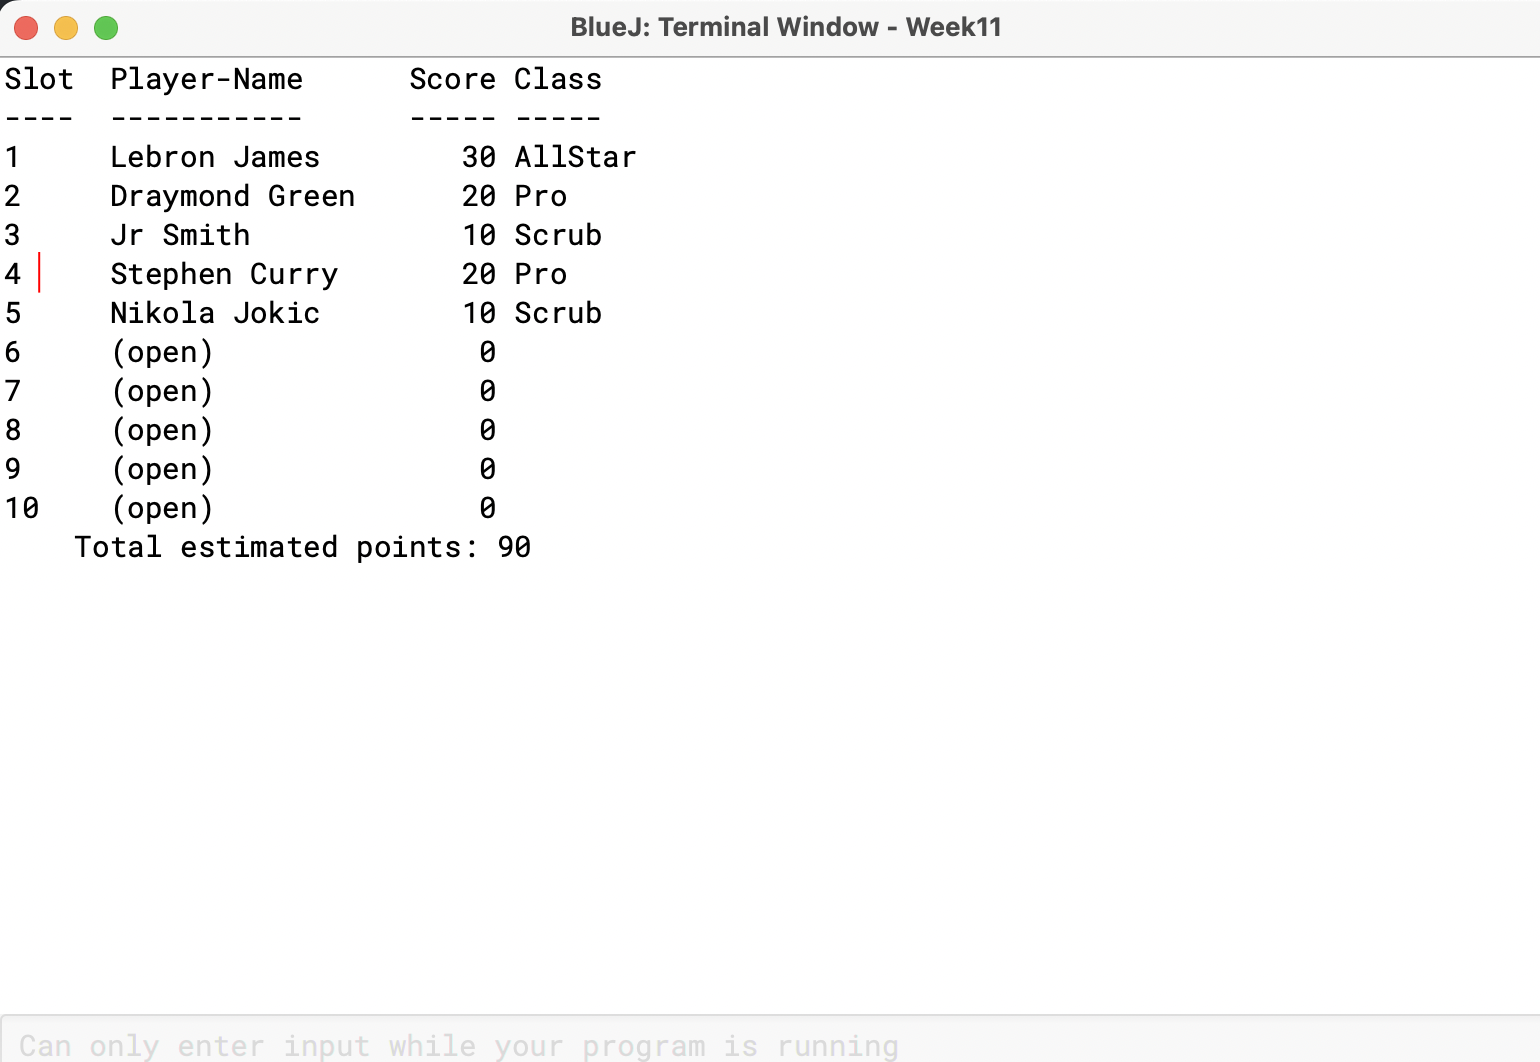 BlueJ: Terminal Window - Week11
Slot  Player-Name      Score Class
----  -----------      ----- -----
1     Lebron James        30 AllStar
2     Draymond Green      20 Pro
3     Jr Smith            10 Scrub
4     Stephen Curry       20 Pro
5     Nikola Jokic        10 Scrub
6     (open)               0
7     (open)               0
8     (open)               0
9     (open)               0
10    (open)               0
    Total estimated points: 90
Can only enter input while your program is running